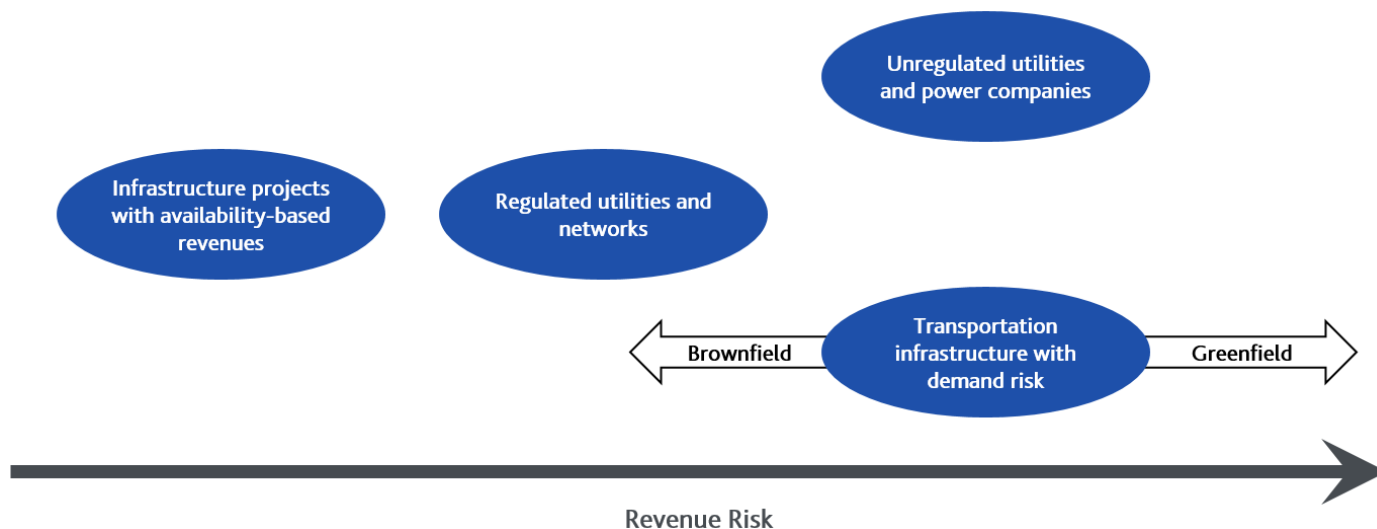 Unregulated utilities
and power companies
Infrastructure projects
with availability-based
revenues
Regulated utilities and
networks
Brownfield
Transportation
infrastructure with
demand risk
Greenfield
Revenue Risk